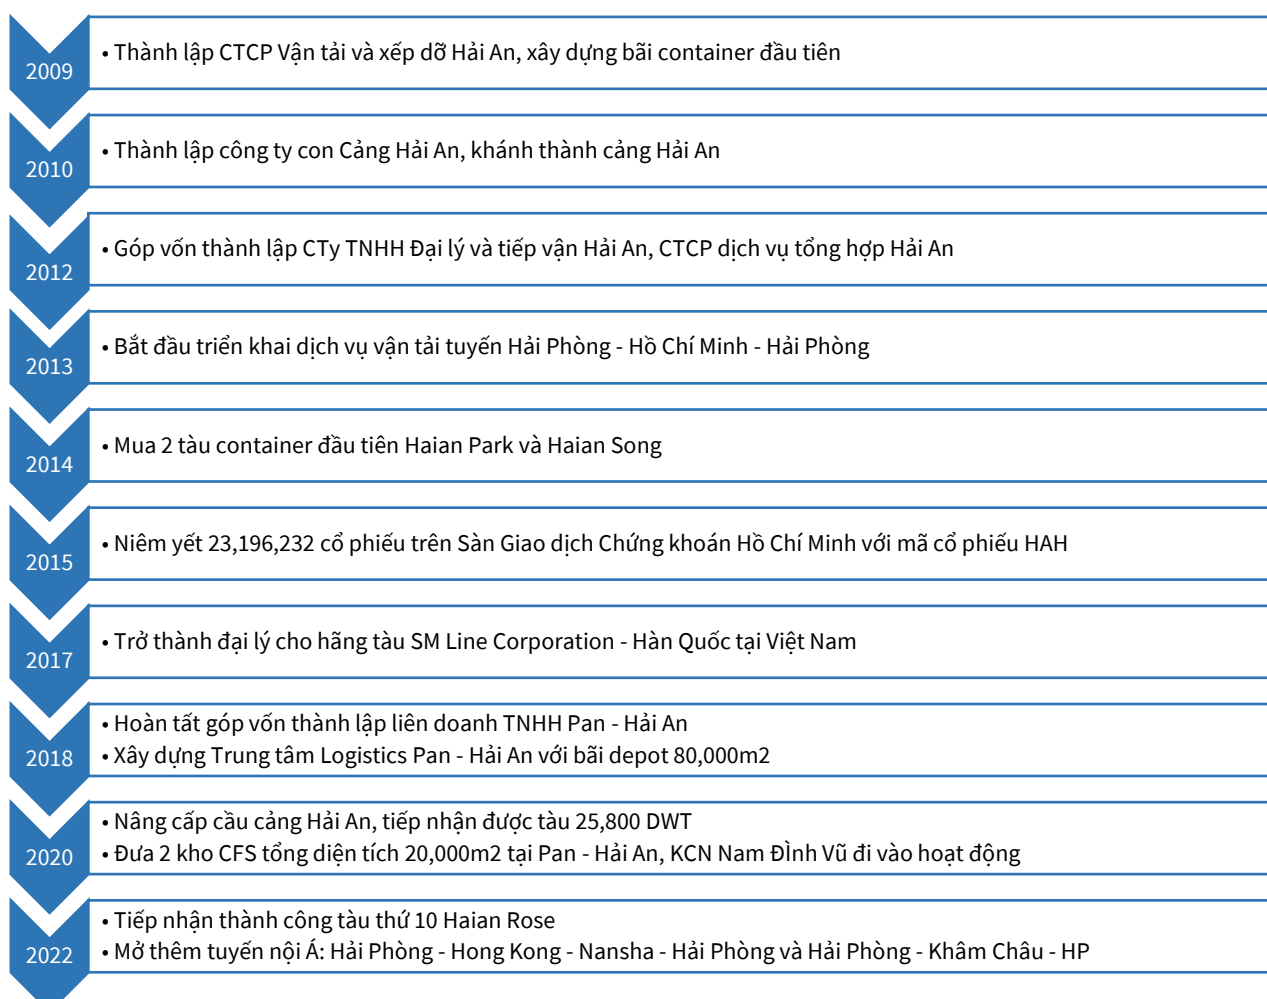 2009
• Thành lập CTCP Vận tải và xếp dỡ Hải An, xây dựng bãi container đầu tiên
2010
• Thành lập công ty con Cảng Hải An, khánh thành cảng Hải An
2012
• Góp vốn thành lập CTy TNHH Đại lý và tiếp vận Hải An, CTCP dịch vụ tổng hợp Hải An
2013
• Bắt đầu triển khai dịch vụ vận tải tuyến Hải Phòng - Hồ Chí Minh - Hải Phòng
2014
• Mua 2 tàu container đầu tiên Haian Park và Haian Song
2015
• Niêm yết 23,196,232 cổ phiếu trên Sàn Giao dịch Chứng khoán Hồ Chí Minh với mã cổ phiếu HAH
2017
• Trở thành đại lý cho hãng tàu SM Line Corporation - Hàn Quốc tại Việt Nam
2018
• Hoàn tất góp vốn thành lập liên doanh TNHH Pan - Hải An
• Xây dựng Trung tâm Logistics Pan - Hải An với bãi depot 80,000m2
2020
• Nâng cấp cầu cảng Hải An, tiếp nhận được tàu 25,800 DWT
• Đưa 2 kho CFS tổng diện tích 20,000m2 tại Pan - Hải An, KCN Nam ĐÌnh Vũ đi vào hoạt động
2022
• Tiếp nhận thành công tàu thứ 10 Haian Rose
• Mở thêm tuyến nội Á: Hải Phòng - Hong Kong - Nansha - Hải Phòng và Hải Phòng - Khâm Châu - HP